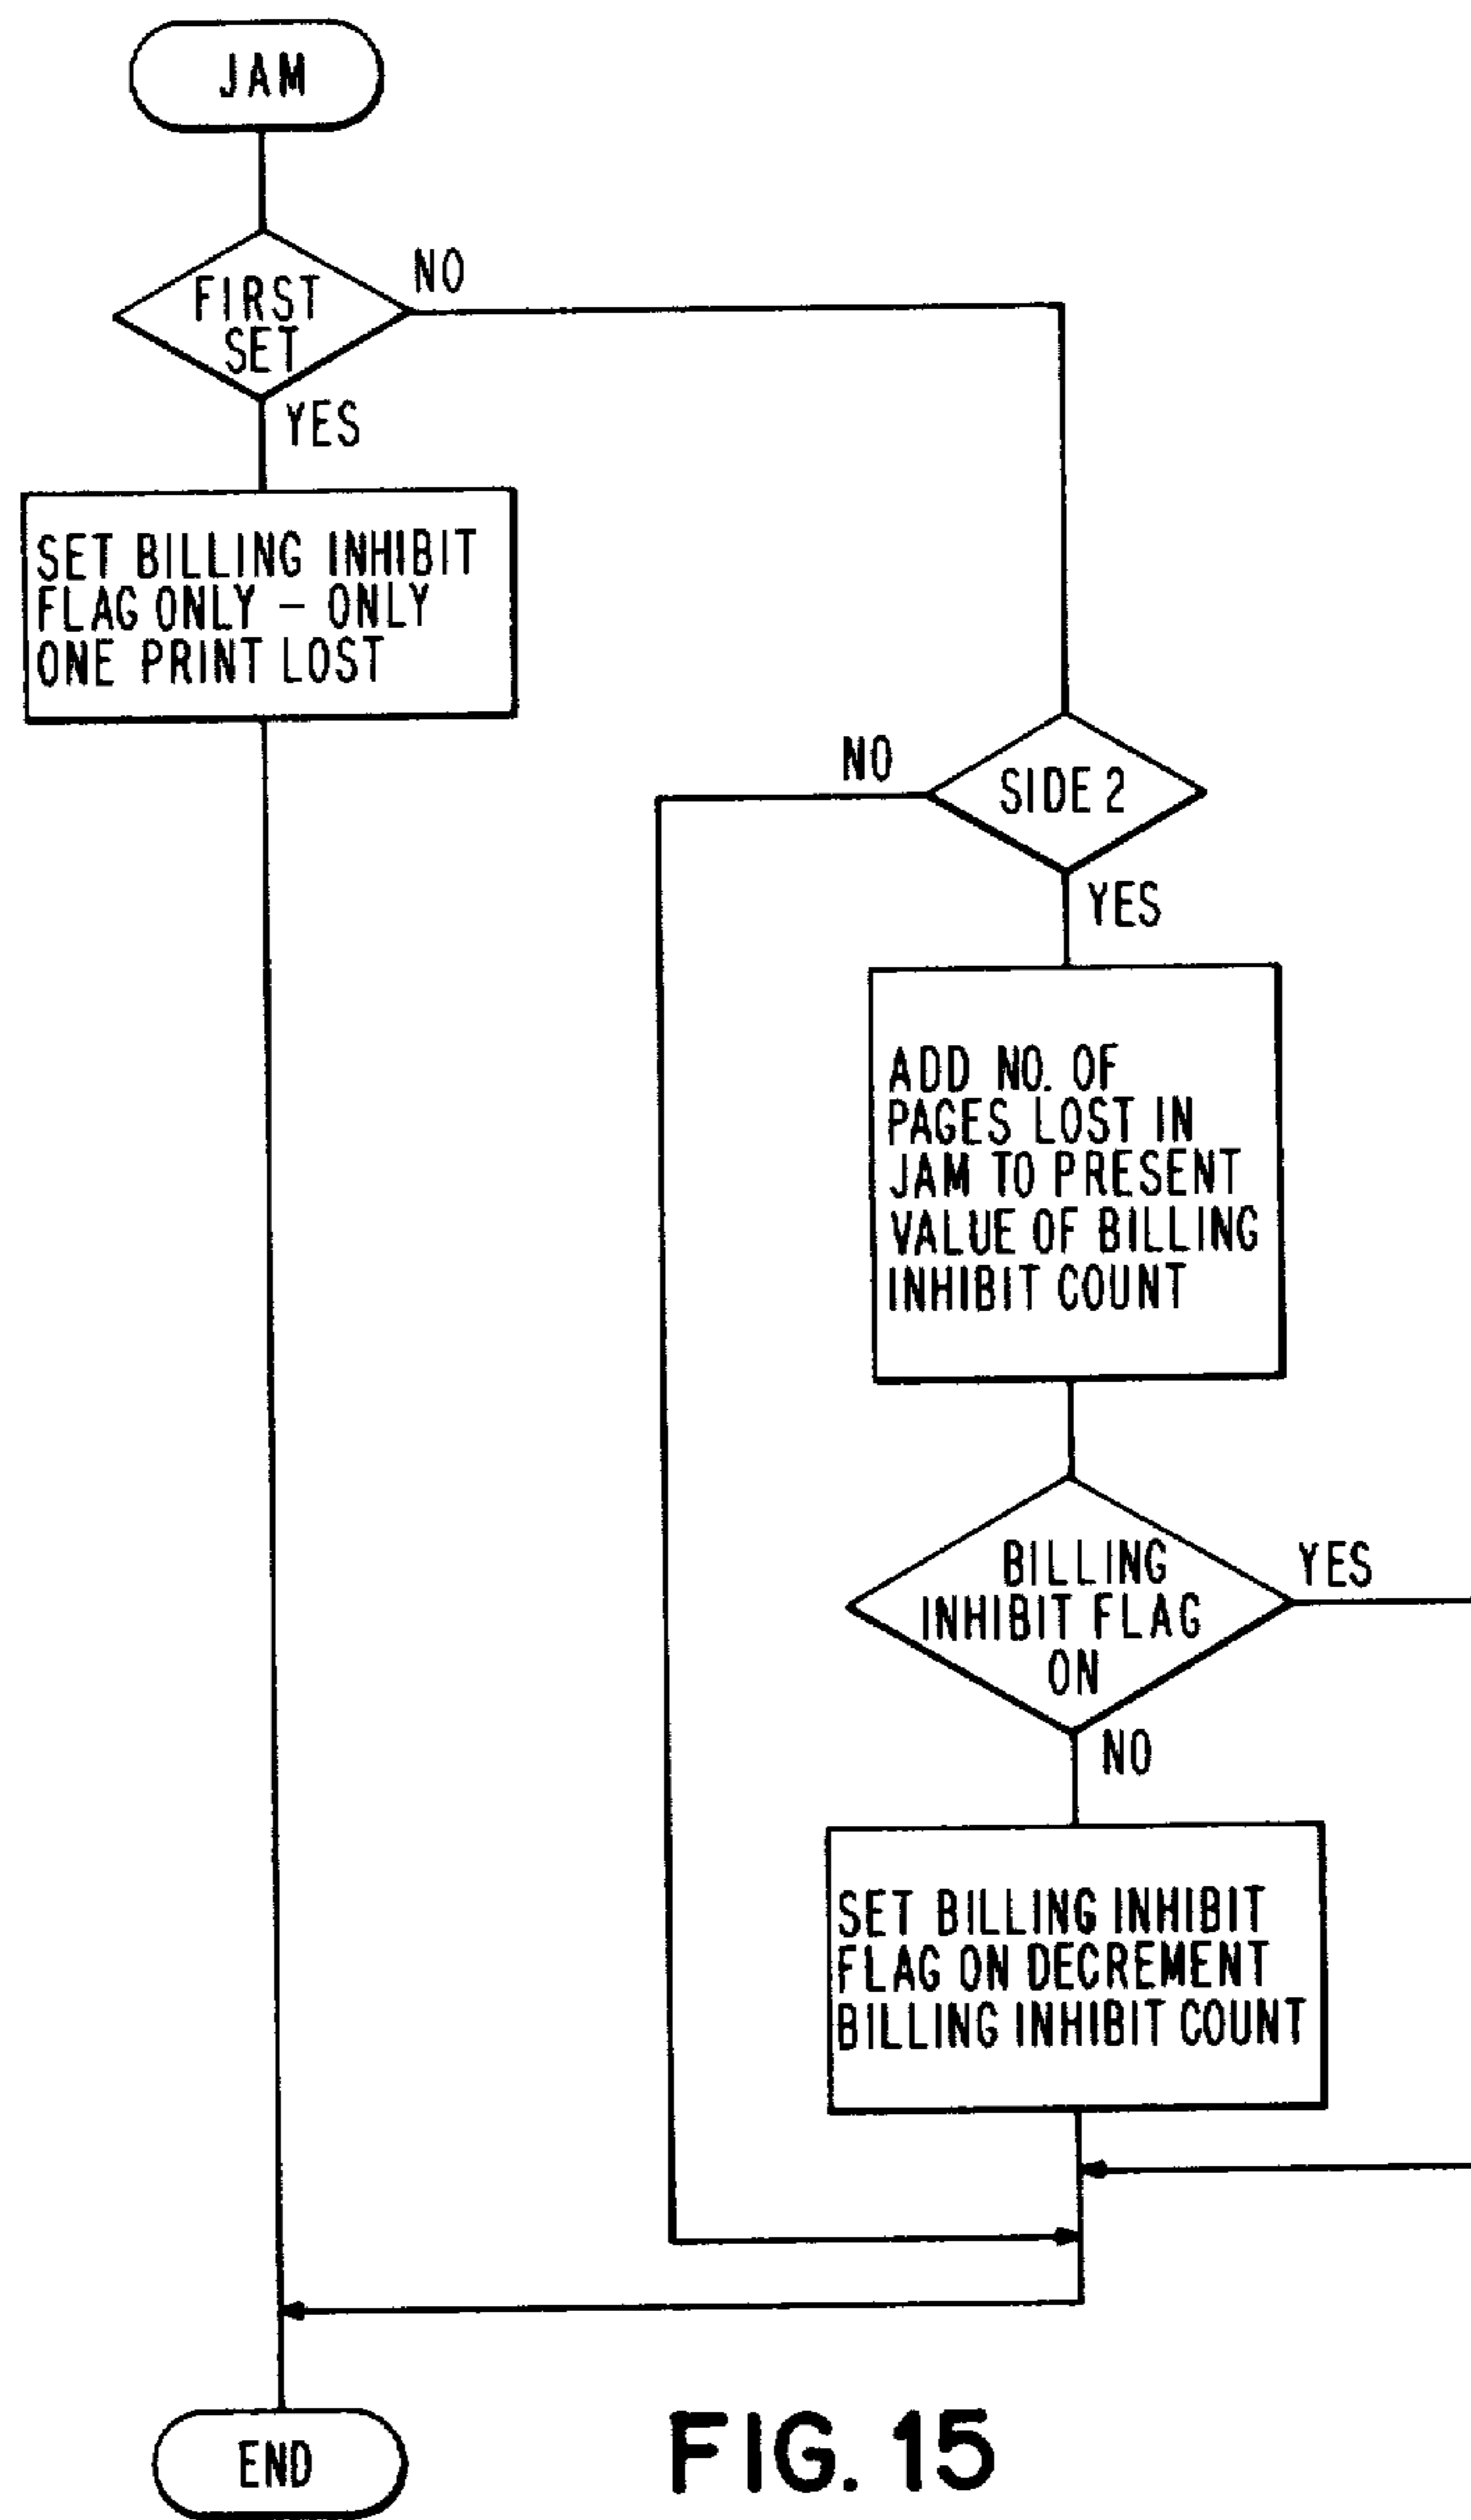 JAM
FIRST
SET
NO
YES
SET BILLING INHIBIT
FLAG ONLY – ONLY
ONE PRINT LOST
NO
SIDE 2
YES
ADD NO. OF
PAGES LOST IN
JAM TO PRESENT
VALUE OF BILLING
INHIBIT COUNT
BILLING
INHIBIT FLAG
ON
YES
NO
SET BILLING INHIBIT
FLAG ON DECREMENT
BILLING INHIBIT COUNT
END
FIG. 15